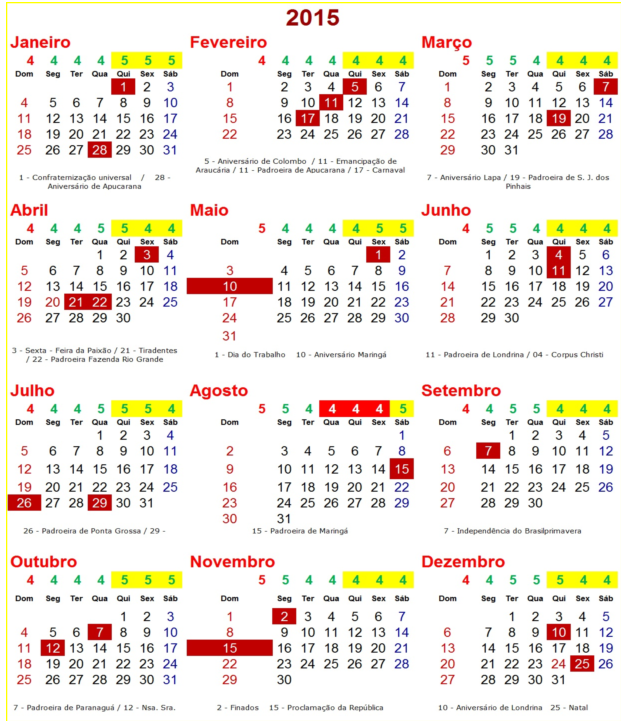 2015
Janeiro
4 4 4 4 5 5 5
Dom Seg Ter Qua Qui Sex Sáb
1 2 3
4 5 6 7 8 9 10
11 12 13 14 15 16 17
18 19 20 21 22 23 24
25 26 27 28 29 30 31
1 - Confraternização universal / 28 -
Aniversário de Apucarana
Fevereiro
4 4 4 4 4 4 4
Dom Seg Ter Qua Qui Sex Sáb
1 2 3 4 5 6 7
8 9 10 11 12 13 14
15 16 17 18 19 20 21
22 23 24 25 26 27 28
5 - Aniversário de Colombo / 11 - Emancipação de
Araucária / 11 - Padroeira de Apucarana / 17 - Carnaval
Março
5 5 5 4 4 4 4
Dom Seg Ter Qua Qui Sex Sáb
1 2 3 4 5 6 7
8 9 10 11 12 13 14
15 16 17 18 19 20 21
22 23 24 25 26 27 28
29 30 31
7 - Aniversário Lapa / 19 - Padroeira de S. J. dos
Pinhais
Abril
4 4 4 5 5 4 4
Dom Seg Ter Qua Qui Sex Sáb
1 2 3 4
5 6 7 8 9 10 11
12 13 14 15 16 17 18
19 20 21 22 23 24 25
26 27 28 29 30
3 - Sexta - Feira da Paixão / 21 - Tiradentes
/ 22 - Padroeira Fazenda Rio Grande
Maio
5 4 4 4 4 5 5
Dom Seg Ter Qua Qui Sex Sáb
1 2
3 4 5 6 7 8 9
10 11 12 13 14 15 16
17 18 19 20 21 22 23
24 25 26 27 28 29 30
31
1 - Dia do Trabalho 10 - Aniversário Maringá
Junho
4 5 5 4 4 4 4
Dom Seg Ter Qua Qui Sex Sáb
1 2 3 4 5 6
7 8 9 10 11 12 13
14 15 16 17 18 19 20
21 22 23 24 25 26 27
28 29 30
11 - Padroeira de Londrina / 04 - Corpus Christi
Julho
4 4 4 5 5 5 4
Dom Seg Ter Qua Qui Sex Sáb
1 2 3 4
5 6 7 8 9 10 11
12 13 14 15 16 17 18
19 20 21 22 23 24 25
26 27 28 29 30 31
26 - Padroeira de Ponta Grossa / 29 -
Agosto
5 5 4 4 4 4 5
Dom Seg Ter Qua Qui Sex Sáb
1
2 3 4 5 6 7 8
9 10 11 12 13 14 15
16 17 18 19 20 21 22
23 24 25 26 27 28 29
30 31
15 - Padroeira de Maringá
Setembro
4 4 5 5 4 4 4
Dom Seg Ter Qua Qui Sex Sáb
1 2 3 4 5
6 7 8 9 10 11 12
13 14 15 16 17 18 19
20 21 22 23 24 25 26
27 28 29 30
7 - Independência do Brasilprimavera
Outubro
4 4 4 4 5 5 5
Dom Seg Ter Qua Qui Sex Sáb
1 2 3
4 5 6 7 8 9 10
11 12 13 14 15 16 17
18 19 20 21 22 23 24
25 26 27 28 29 30 31
7 - Padroeira de Paranaguá / 12 - Nsa. Sra.
Novembro
5 5 4 4 4 4 4
Dom Seg Ter Qua Qui Sex Sáb
1 2 3 4 5 6 7
8 9 10 11 12 13 14
15 16 17 18 19 20 21
22 23 24 25 26 27 28
29 30
2 - Finados 15 - Proclamação da República
Dezembro
4 4 5 5 5 4 4
Dom Seg Ter Qua Qui Sex Sáb
1 2 3 4 5
6 7 8 9 10 11 12
13 14 15 16 17 18 19
20 21 22 23 24 25 26
27 28 29 30 31
10 - Aniversário de Londrina 25 - Natal